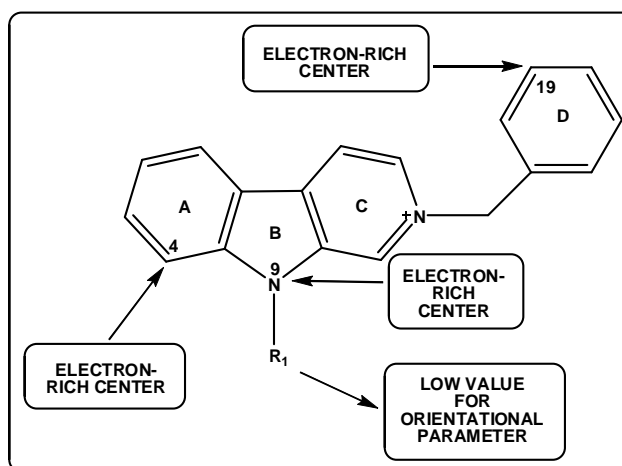 ELECTRON-RICH
CENTER
19
D
A
C
+N
B
4
9
N
ELECTRON-
RICH
CENTER
R1
ELECTRON-
RICH CENTER
LOW VALUE
FOR
ORIENTATIONAL
PARAMETER